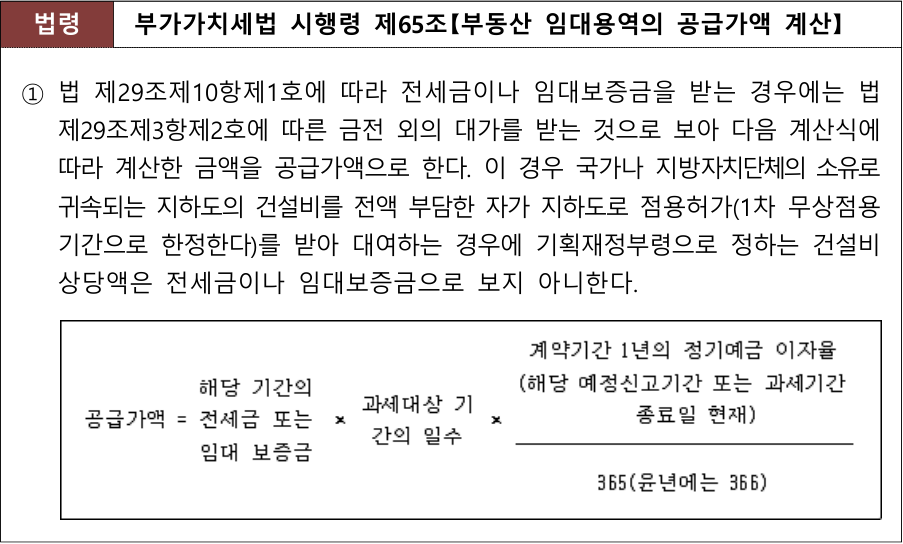 법령 부가가치세법 시행령 제65조【부동산 임대용역의 공급가액 계산】
① 법 제29조제10항제1호에 따라 전세금이나 임대보증금을 받는 경우에는 법
제29조제3항제2호에 따른 금전 외의 대가를 받는 것으로 보아 다음 계산식에
따라 계산한 금액을 공급가액으로 한다. 이 경우 국가나 지방자치단체의 소유로
귀속되는 지하도의 건설비를 전액 부담한 자가 지하도로 점용허가(1차 무상점용
기간으로 한정한다)를 받아 대여하는 경우에 기획재정부령으로 정하는 건설비
상당액은 전세금이나 임대보증금으로 보지 아니한다.
공급가액 =
해당 기간의
전세금 또는
임대 보증금
×
과세대상 기
간의 일수
×
계약기간 1년의 정기예금 이자율
(해당 예정신고기간 또는 과세기간
종료일 현재)
365(윤년에는 366)